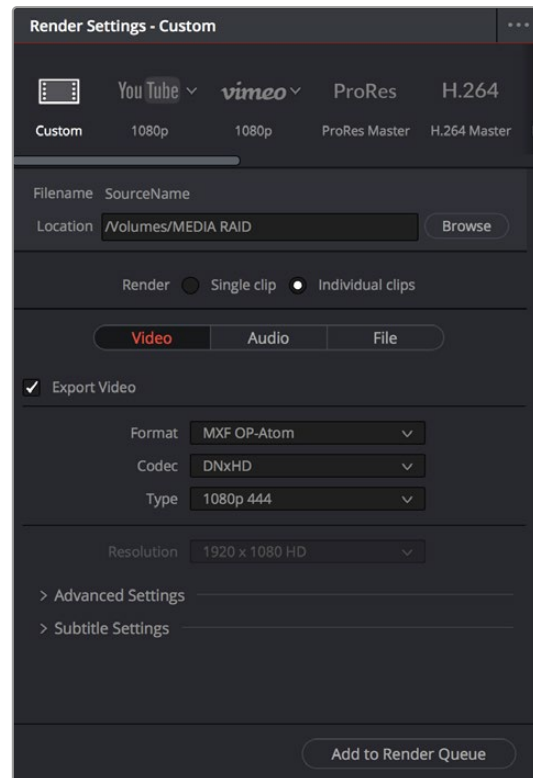 Render Settings - Custom
YouTube vimeo ProRes H.264
Custom 1080p 1080p ProRes Master H.264 Master
Filename SourceName
Location /Volumes/MEDIA RAID Browse
Render Single clip Individual clips
Video Audio File
Export Video
Format MXF OP-Atom
Codec DNxHD
Type 1080p 444
Resolution 1920 x 1080 HD
> Advanced Settings
> Subtitle Settings
Add to Render Queue